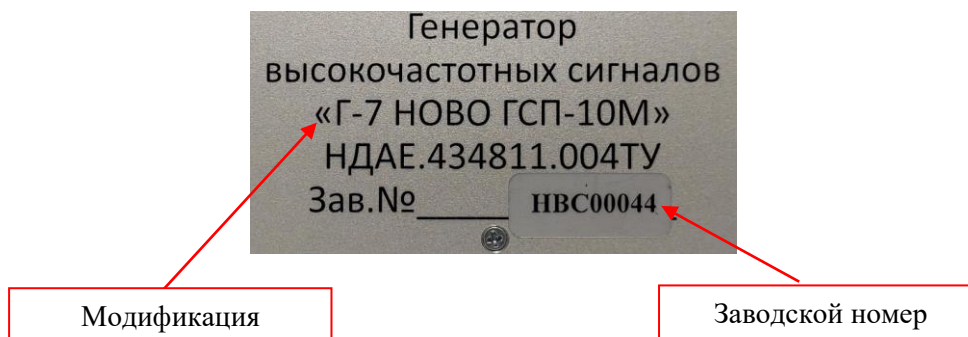 Генератор
высокочастотных сигналов
«Г-7 НОВО ГСП-10М»
НДАЕ.434811.004ТУ
Зав.№ НВС00044
Модификация
Заводской номер